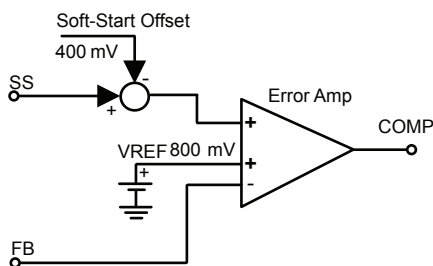 Soft-Start Offset
400 mV
-
SS
+
Error Amp
+
COMP
VREF 800 mV
+
+
-
FB